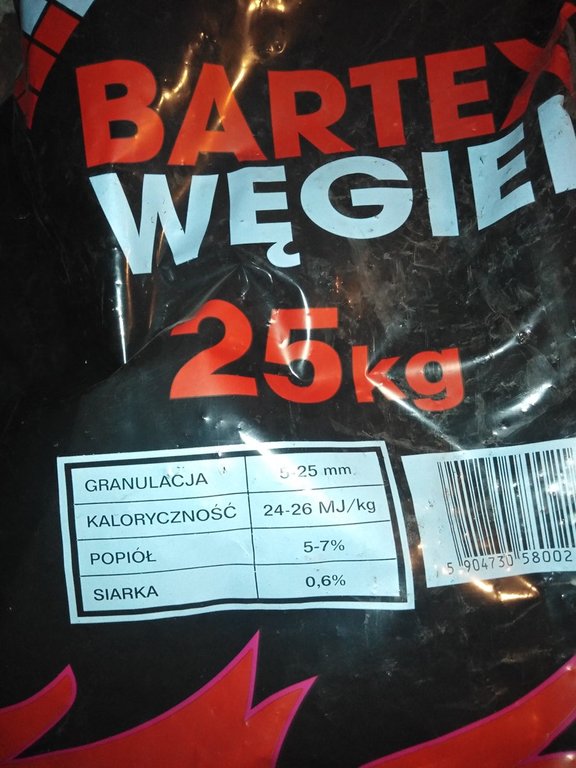 BARTEX
WĘGIEL
25kg
GRANULACJA 5-25 mm
KALORYCZNOŚĆ 24-26 MJ/kg
POPIÓŁ 5-7%
SIARKA 0,6%
5 904730 58002